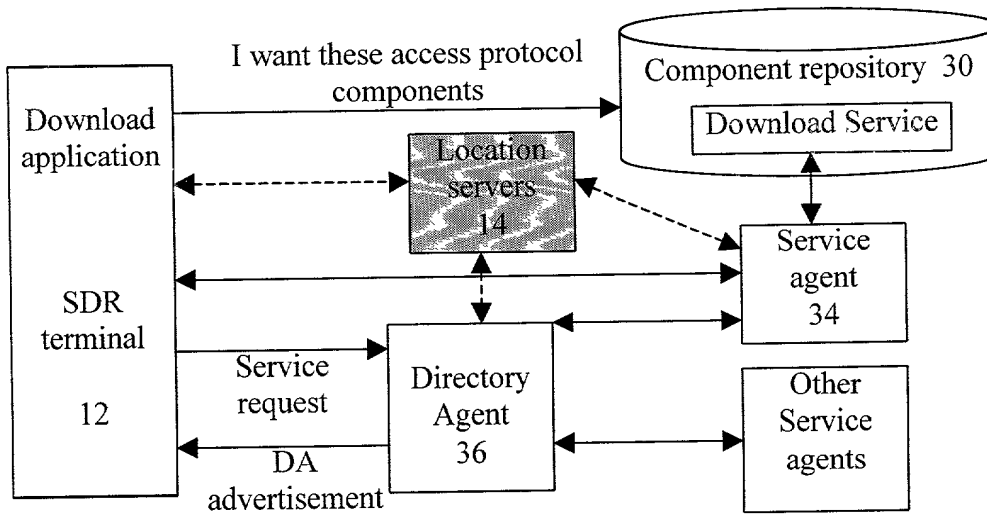 I want these access protocol
components
Component repository 30
Download Service
Download
application
SDR
terminal
12
Location
servers
14
Service
agent
34
Service
request
Directory
Agent
36
DA
advertisement
Other
Service
agents